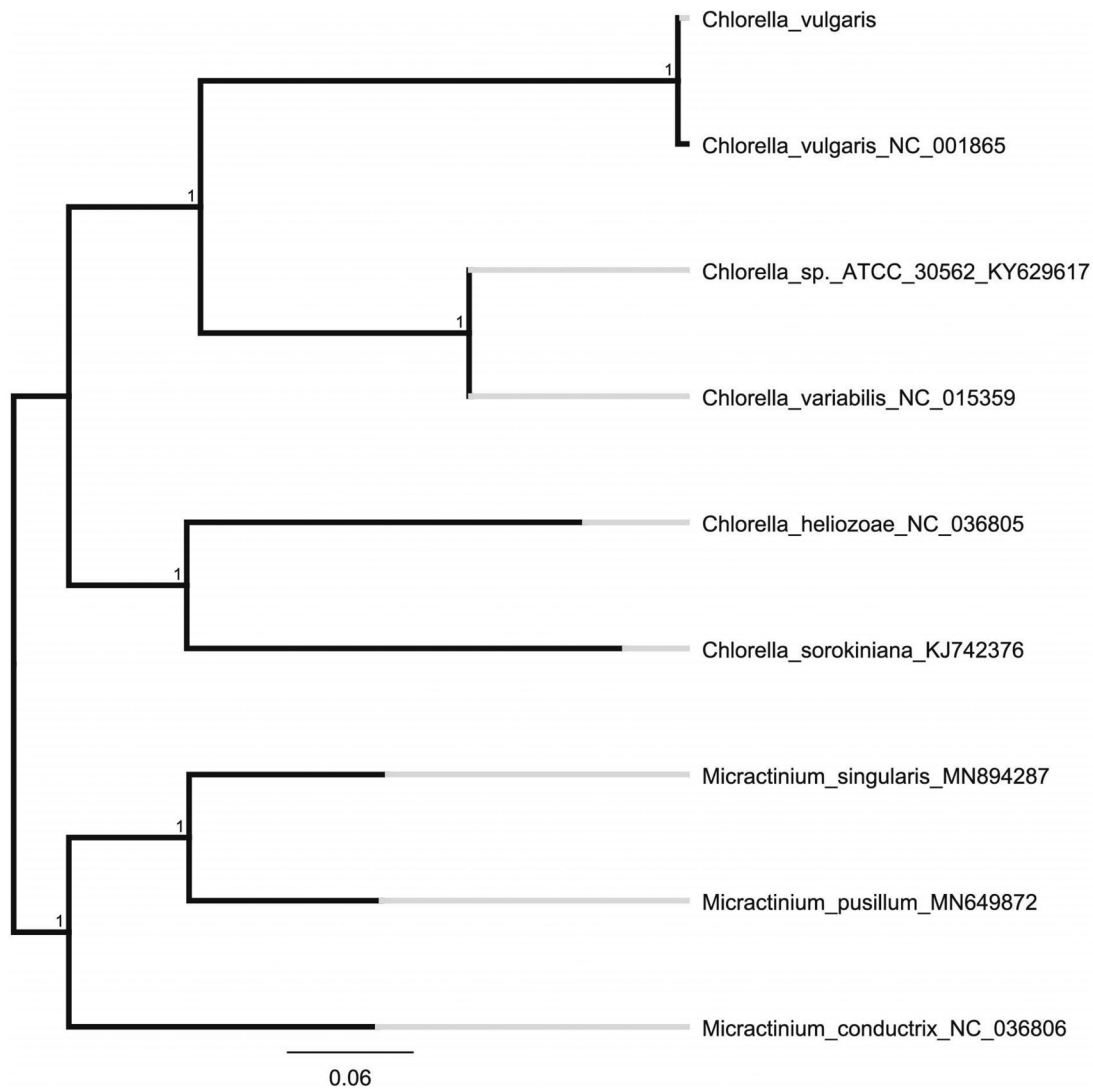 Chlorella_vulgaris
1
Chlorella_vulgaris_NC_001865
1
Chlorella_sp._ATCC_30562_KY629617
1
Chlorella_variabilis_NC_015359
Chlorella_heliozoae_NC_036805
1
Chlorella_sorokiniana_KJ742376
Micractinium_singularis_MN894287
1
Micractinium_pusillum_MN649872
1
Micractinium_conductrix_NC_036806
0.06